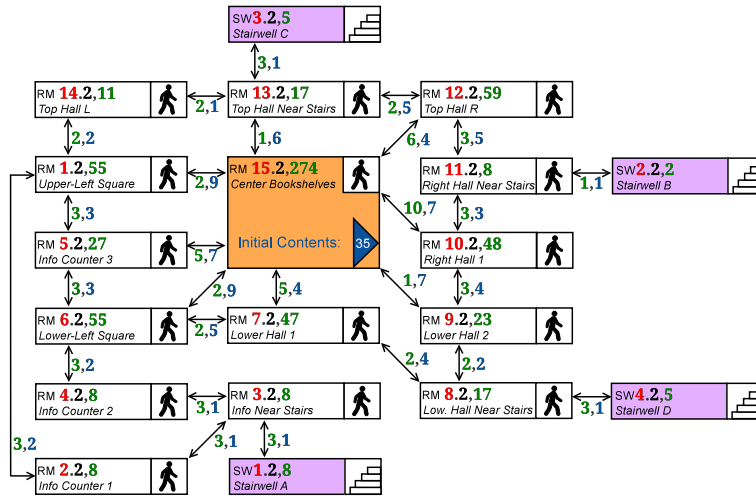 SW 3.2,5
Stairwell C
3,1
RM 14.2,11
Top Hall L
2,1
RM 13.2,17
Top Hall Near Stairs
2,5
RM 12.2,59
Top Hall R
2,2
1,6
6,4
3,5
RM 1.2,55
Upper-Left Square
2,9
RM 15.2,274
Center Bookshelves
RM 11.2,8
Right Hall Near Stairs
1,1
SW 2.2,2
Stairwell B
3,3
10,7
3,3
RM 5.2,27
Info Counter 3
5,7
Initial Contents: 35
RM 10.2,48
Right Hall 1
3,3
2,9
5,4
1,7
3,4
RM 6.2,55
Lower-Left Square
2,5
RM 7.2,47
Lower Hall 1
RM 9.2,23
Lower Hall 2
3,2
2,4
2,2
RM 4.2,8
Info Counter 2
3,1
RM 3.2,8
Info Near Stairs
RM 8.2,17
Low. Hall Near Stairs
3,1
SW 4.2,5
Stairwell D
3,2
3,1
3,1
RM 2.2,8
Info Counter 1
SW 1.2,8
Stairwell A